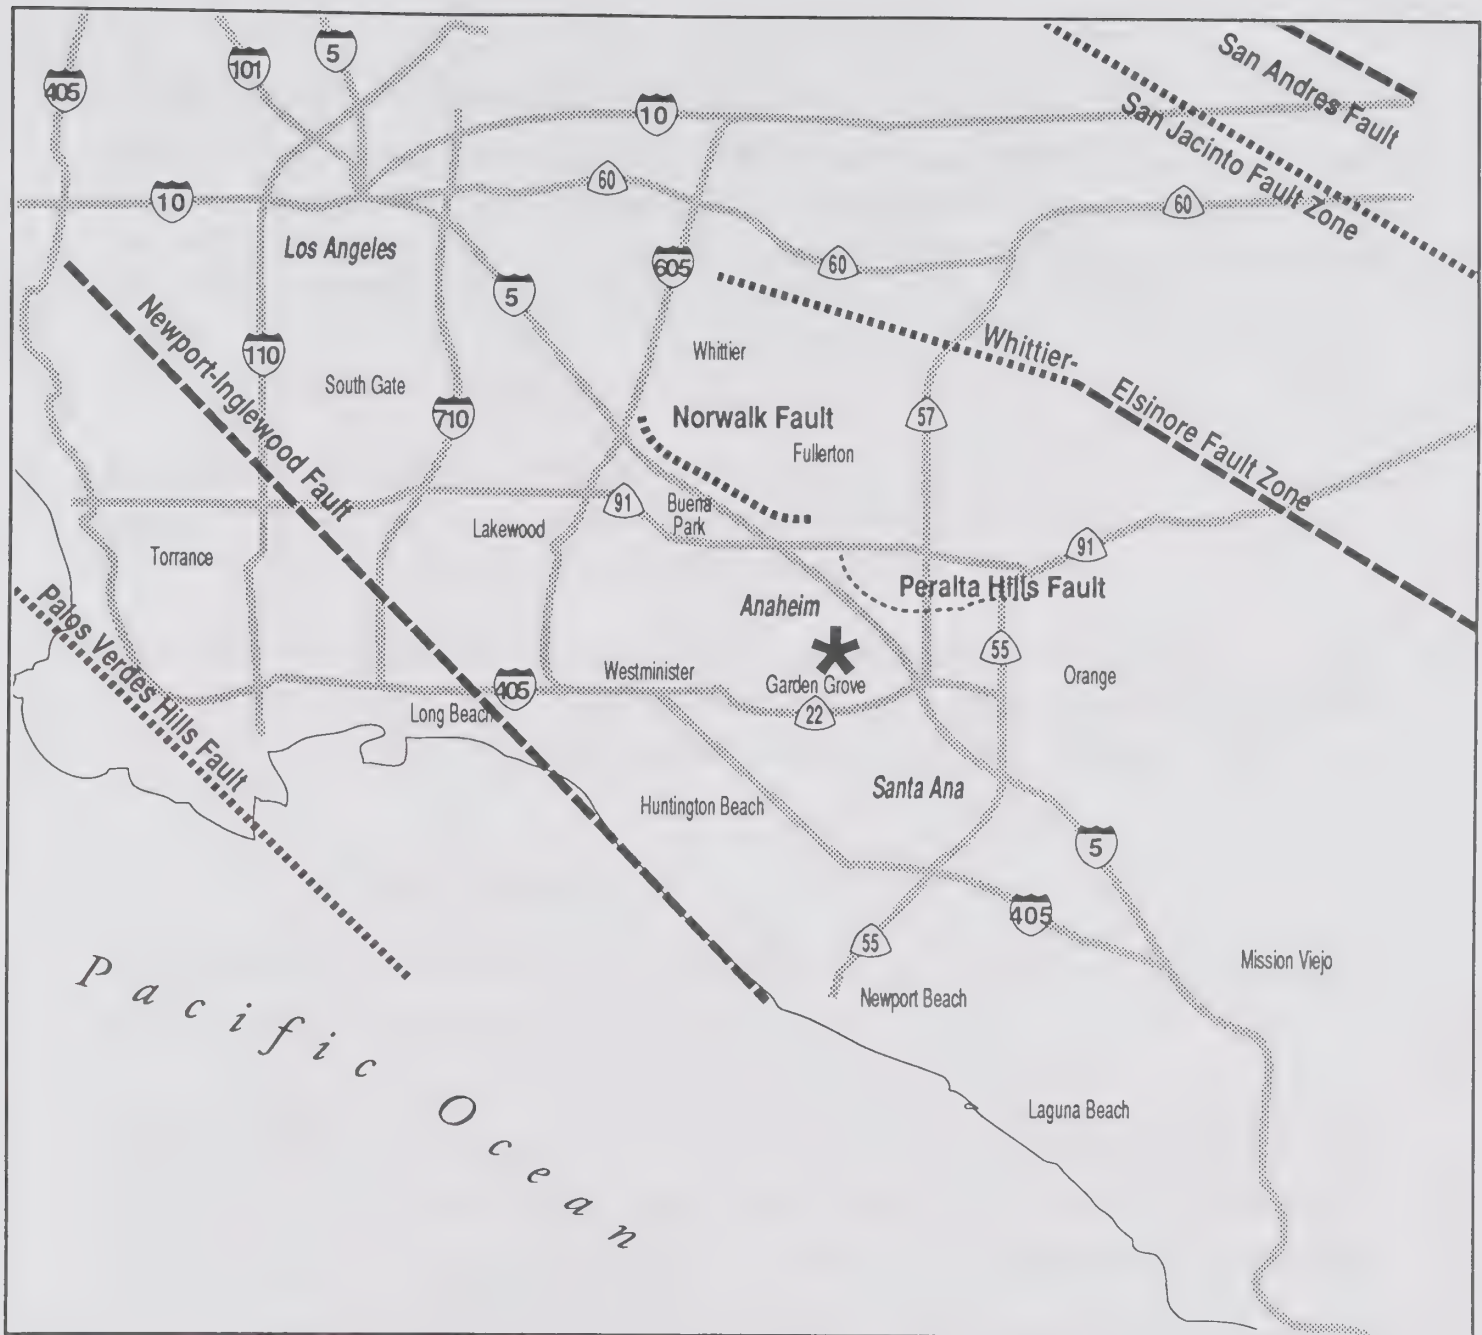 5
101
405
San Andres Fault
10
San Jacinto Fault Zone
60
10
60
Los Angeles
60
605
5
Newport-Inglewood Fault
110
Whittier
Whittier-
South Gate
Elsinore Fault Zone
710
Norwalk Fault
57
Fullerton
91
Buena
Park
Lakewood
Torrance
91
Palos Verdes Hills Fault
Peralta Hills Fault
Anaheim
*
55
Westminister
Orange
405
Garden Grove
Long Beach
22
Santa Ana
Huntington Beach
5
405
55
Mission Viejo
Newport Beach
Pacific Ocean
Laguna Beach